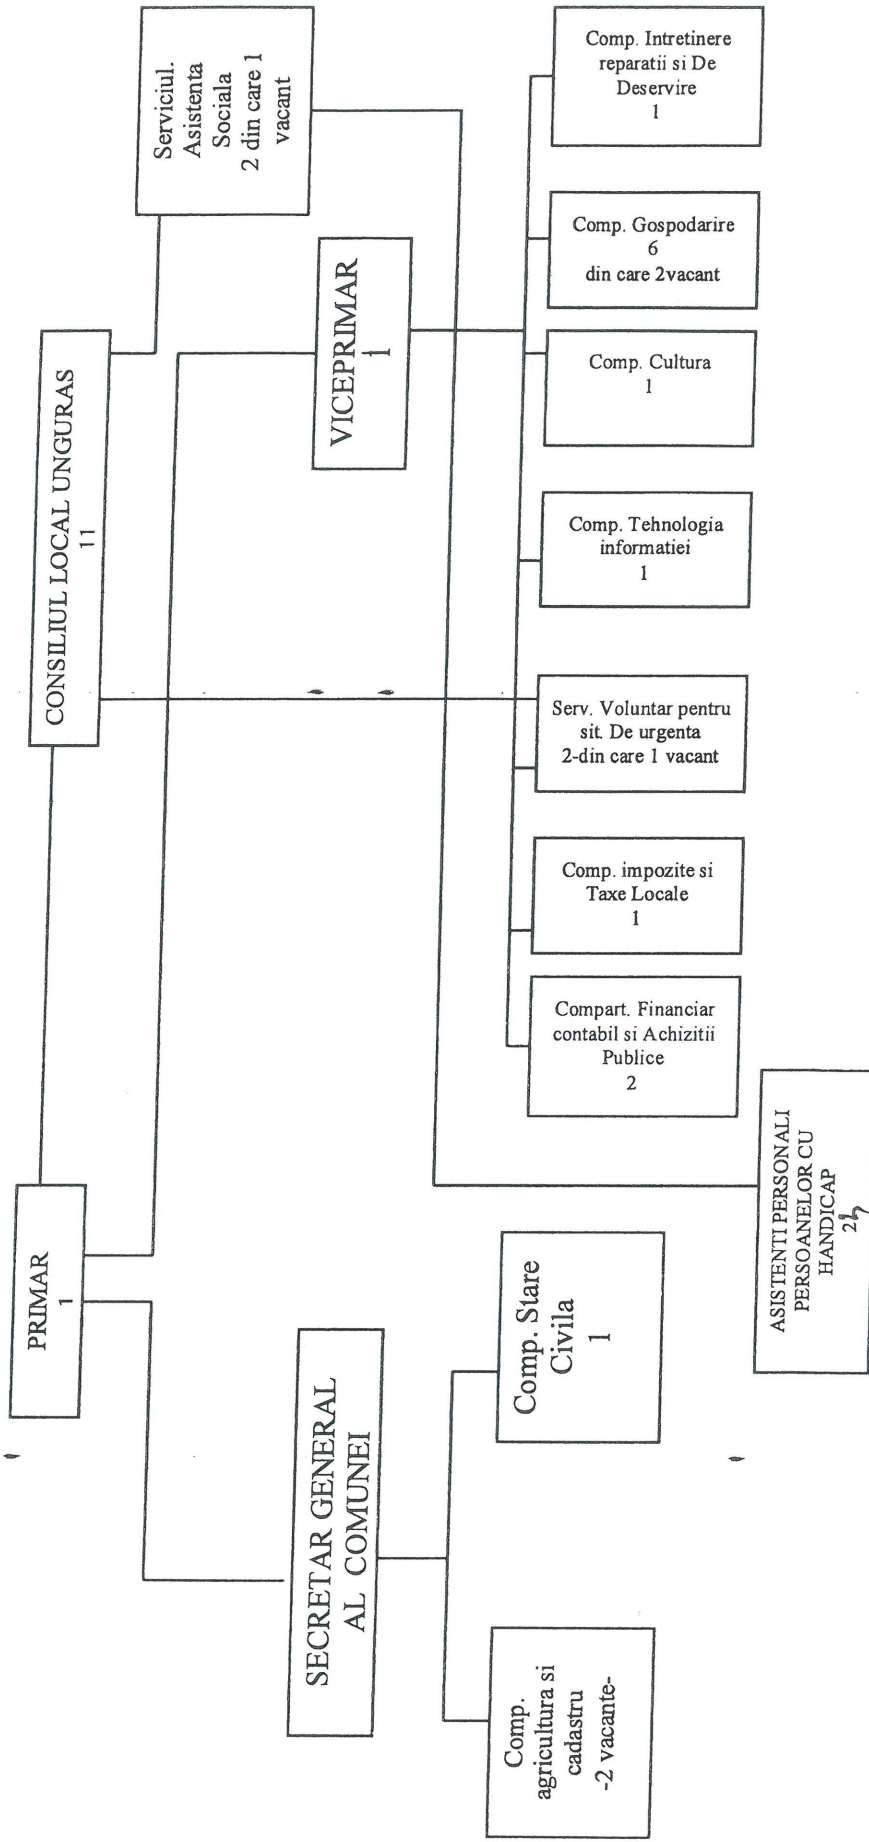 CONSILIUL LOCAL UNGURAS
11
PRIMAR
1
Serviciul.
Asistenta
Sociala
2 din care 1
vacant
VICEPRIMAR
1
SECRETAR GENERAL
AL COMUNEI
Comp.
agricultura si
cadastru
-2 vacante-
Comp. Stare
Civila
1
Compart. Financiar
contabil si Achizitii
Publice
2
Comp. impozite si
Taxe Locale
1
Serv. Voluntar pentru
sit. De urgenta
2-din care 1 vacant
Comp. Tehnologia
informatiei
1
Comp. Cultura
1
Comp. Gospodarire
6
din care 2vacant
Comp. Intretinere
reparatii si De
Deservire
1
ASISTENTI PERSONALI
PERSOANELOR CU
HANDICAP